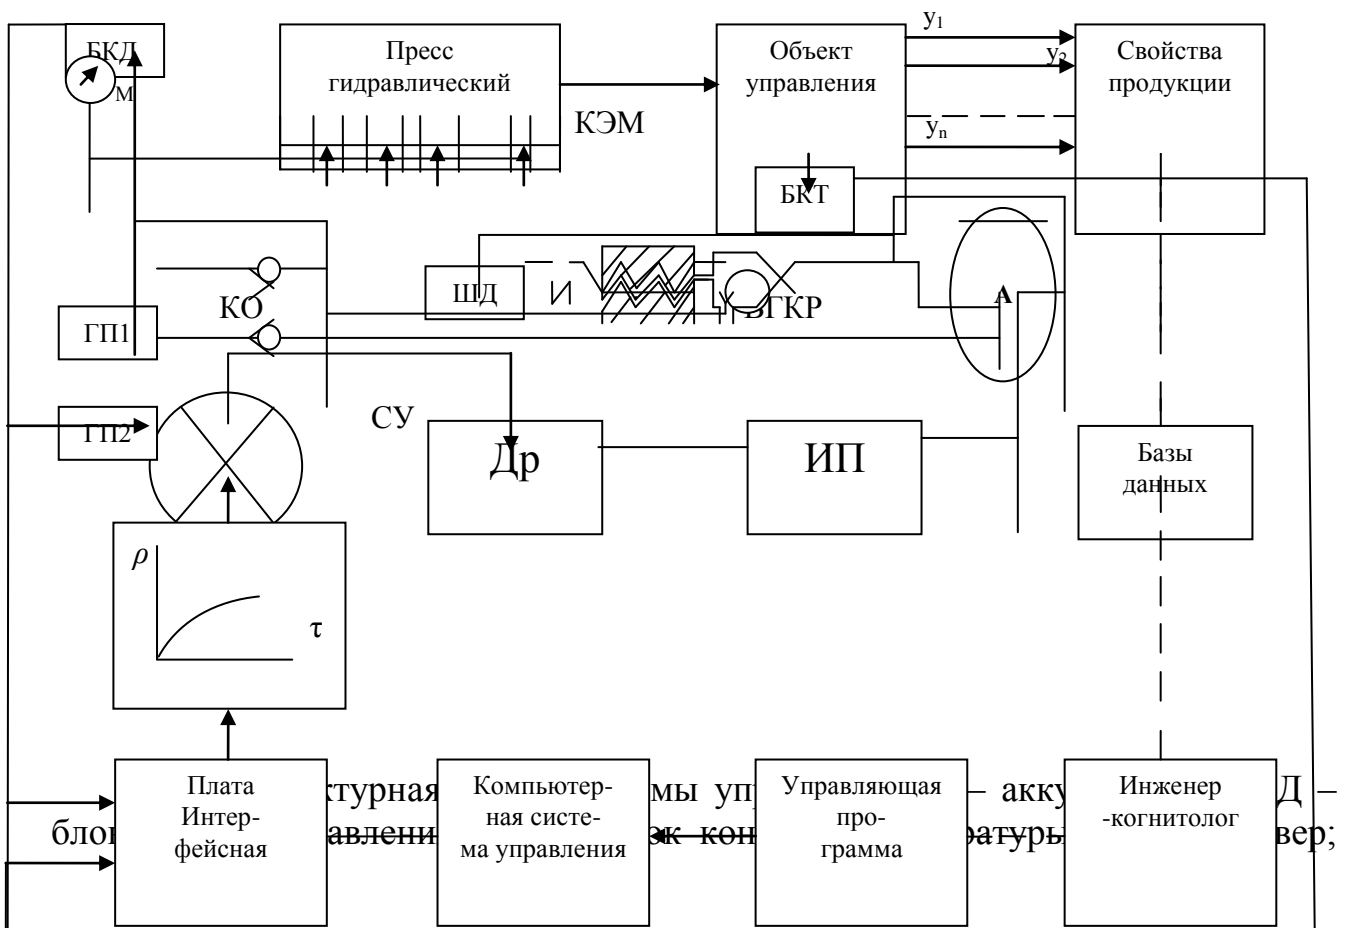 БКД
М
Пресс
гидравлический
КЭМ
Объект
управления
y₁
y₂
yₙ
Свойства
продукции
БКТ
КО
ШД
И
ВГКР
А
ГП1
ГП2
СУ
Др
ИП
Базы
данных
ρ
τ
Плата
Интер-
фейсная
Компьютер-
ная систе-
ма управления
Управляющая
про-
грамма
Инженер
-когнитолог